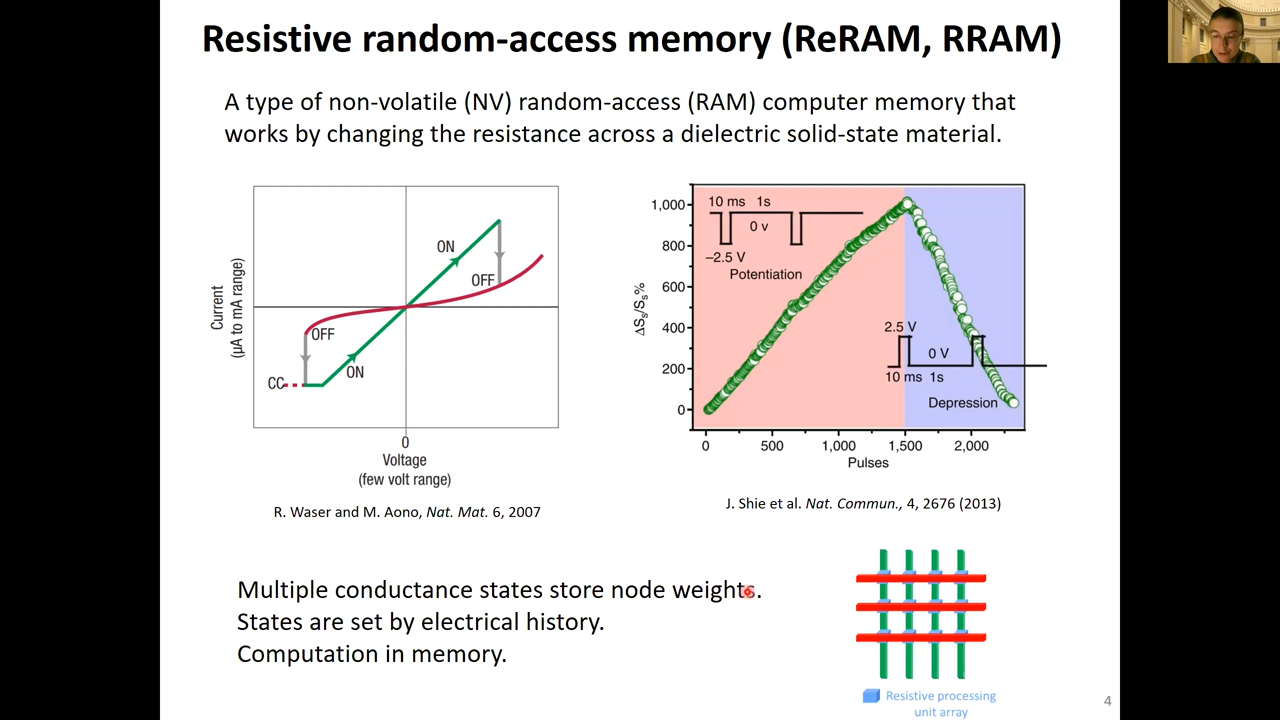 Resistive random-access memory (ReRAM, RRAM)
A type of non-volatile (NV) random-access (RAM) computer memory that
works by changing the resistance across a dielectric solid-state material.
Current
(µA to mA range)
ON
OFF
OFF
ON
CC
0
Voltage
(few volt range)
R. Waser and M. Aono, Nat. Mat. 6, 2007
ΔSs/Ss%
1,000
800
600
400
200
0
10 ms 1s
0 v
−2.5 V
Potentiation
2.5 V
0 V
10 ms 1s
Depression
0 500 1,000 1,500 2,000
Pulses
J. Shie et al. Nat. Commun., 4, 2676 (2013)
Multiple conductance states store node weights.
States are set by electrical history.
Computation in memory.
Resistive processing
unit array
4